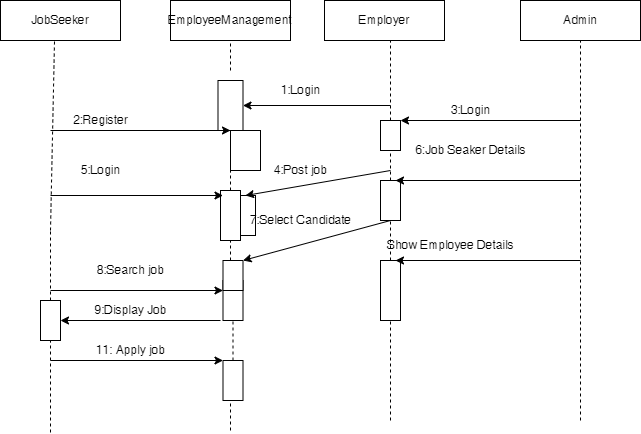 JobSeeker
EmployeeManagement
Employer
Admin
1:Login
3:Login
2:Register
6:Job Seaker Details
5:Login
4:Post job
7:Select Candidate
Show Employee Details
8:Search job
9:Display Job
11: Apply job